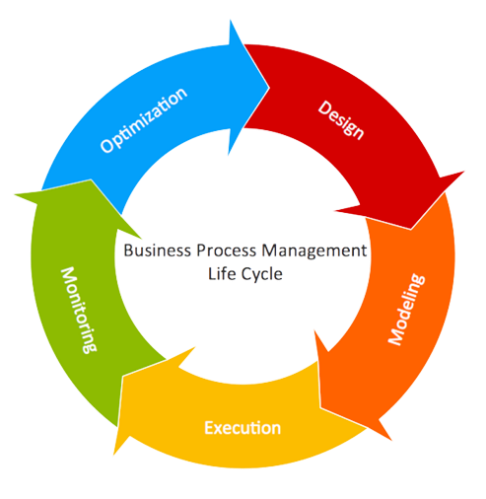 Business Process Management
Life Cycle
Design
Modeling
Execution
Monitoring
Optimization